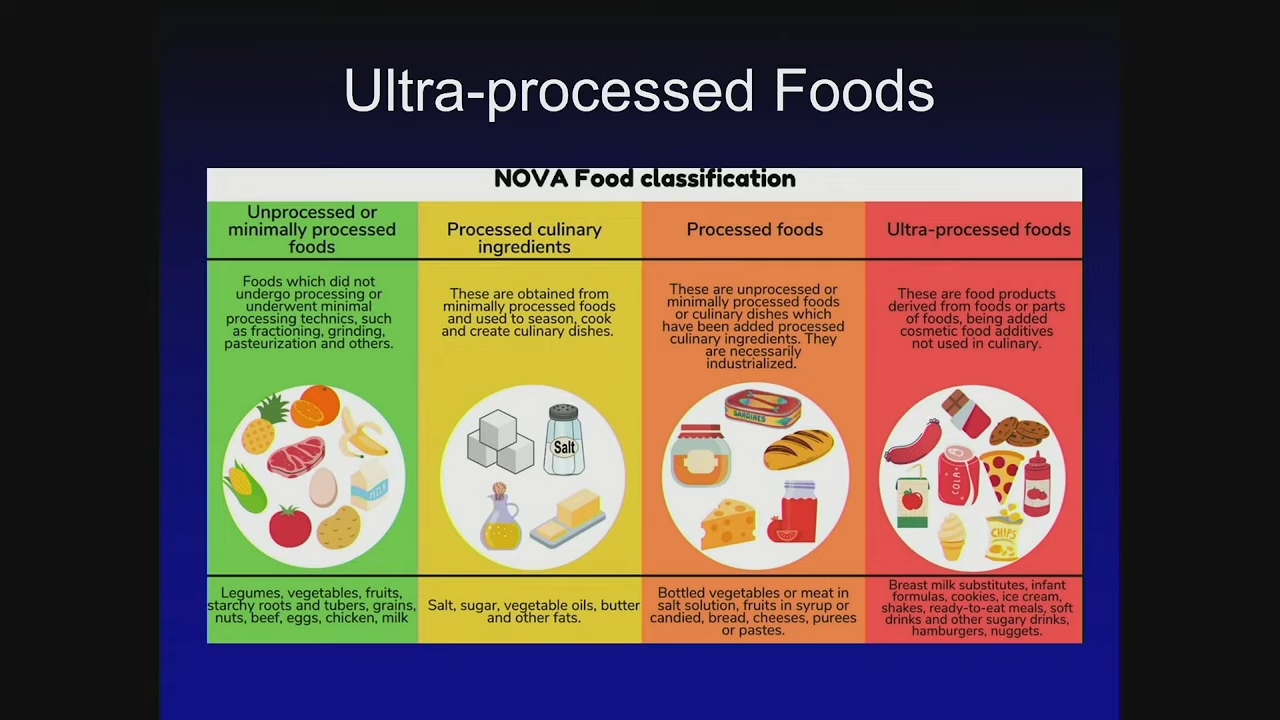 Ultra-processed Foods
NOVA Food classification
Unprocessed or
minimally processed
foods
Processed culinary
ingredients
Processed foods
Ultra-processed foods
Foods which did not
undergo processing or
underwent minimal
processing technics, such
as fractioning, grinding,
pasteurization and others.
These are obtained from
minimally processed foods
and used to season, cook
and create culinary dishes.
These are unprocessed or
minimally processed foods
or culinary dishes which
have been added processed
culinary ingredients. They
are necessarily
industrialized.
These are food products
derived from foods or parts
of foods, being added
cosmetic food additives
not used in culinary.
MILK
Salt
SARDINES
COLA
CHIPS
Legumes, vegetables, fruits,
starchy roots and tubers, grains,
nuts, beef, eggs, chicken, milk
Salt, sugar, vegetable oils, butter
and other fats.
Bottled vegetables or meat in
salt solution, fruits in syrup or
candied, bread, cheeses, purees
or pastes.
Breast milk substitutes, infant
formulas, cookies, ice cream,
shakes, ready-to-eat meals, soft
drinks and other sugary drinks,
hamburgers, nuggets.